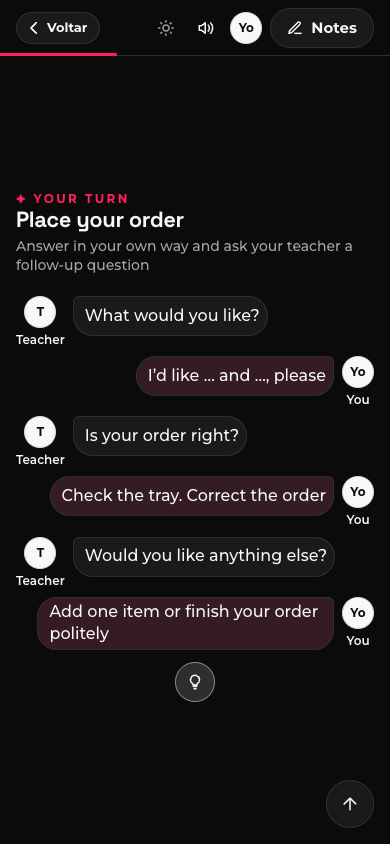 Voltar
Yo
Notes
YOUR TURN
Place your order
Answer in your own way and ask your teacher a
follow-up question
T
Teacher
What would you like?
I’d like ... and ..., please
Yo
You
T
Teacher
Is your order right?
Check the tray. Correct the order
Yo
You
T
Teacher
Would you like anything else?
Add one item or finish your order
politely
Yo
You